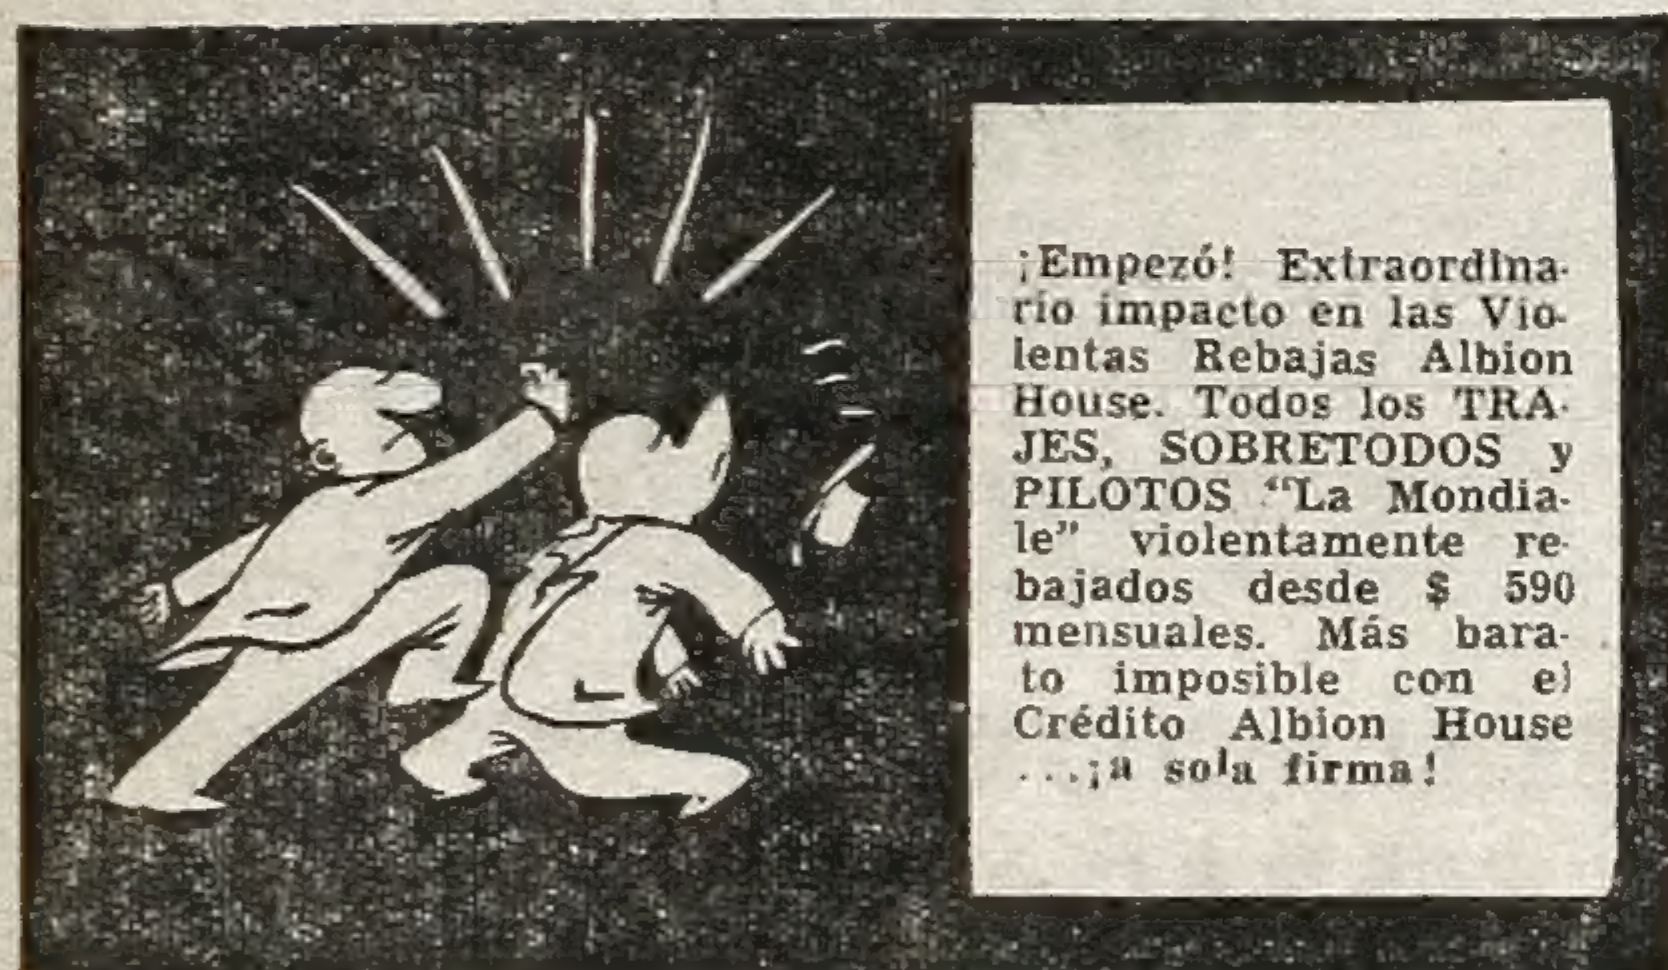 ¡Empezó! Extraordina-
rio impacto en las Vio-
lentas Rebajas Albion
House. Todos los TRA-
JES, SOBRETODOS y
PILOTOS "La Mondia-
le" violentamente re-
bajados desde $ 590
mensuales. Más bara-
to imposible con el
Crédito Albion House
...¡a sola firma!